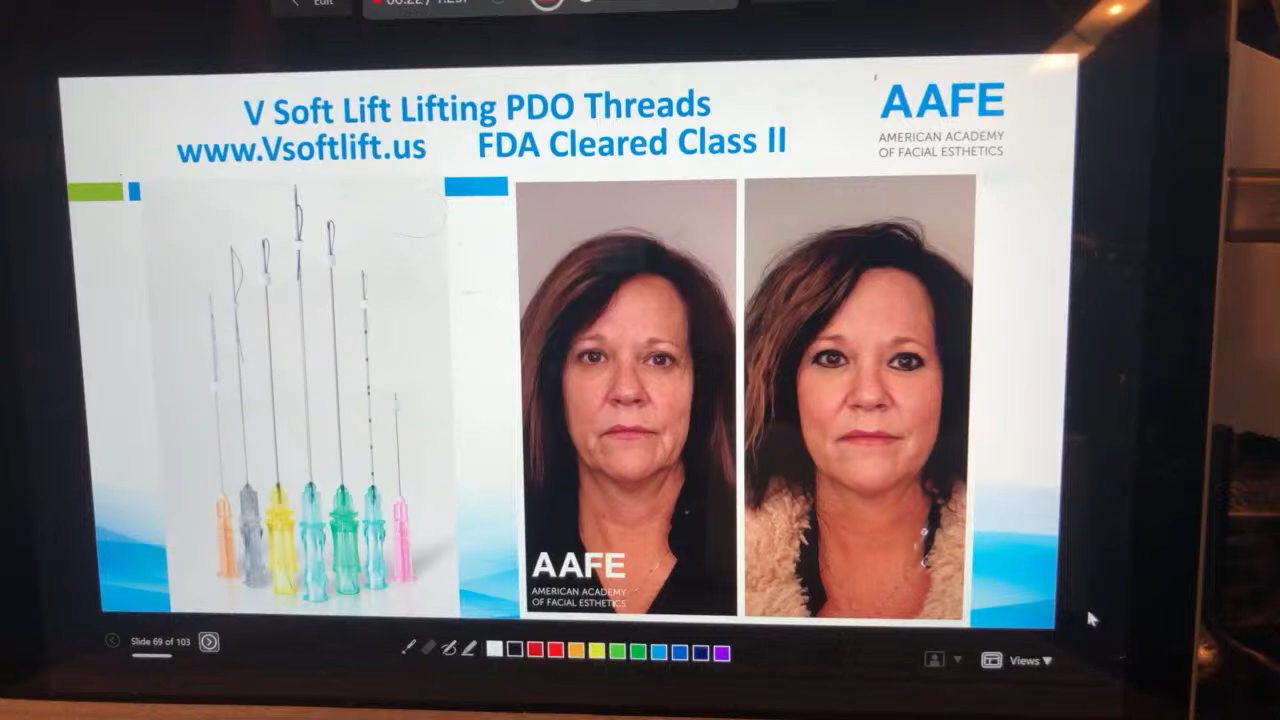 Edit
V Soft Lift Lifting PDO Threads
www.Vsoftlift.us FDA Cleared Class II
AAFE
AMERICAN ACADEMY
OF FACIAL ESTHETICS
AAFE
AMERICAN ACADEMY
OF FACIAL ESTHETICS
Slide 69 of 103
Views